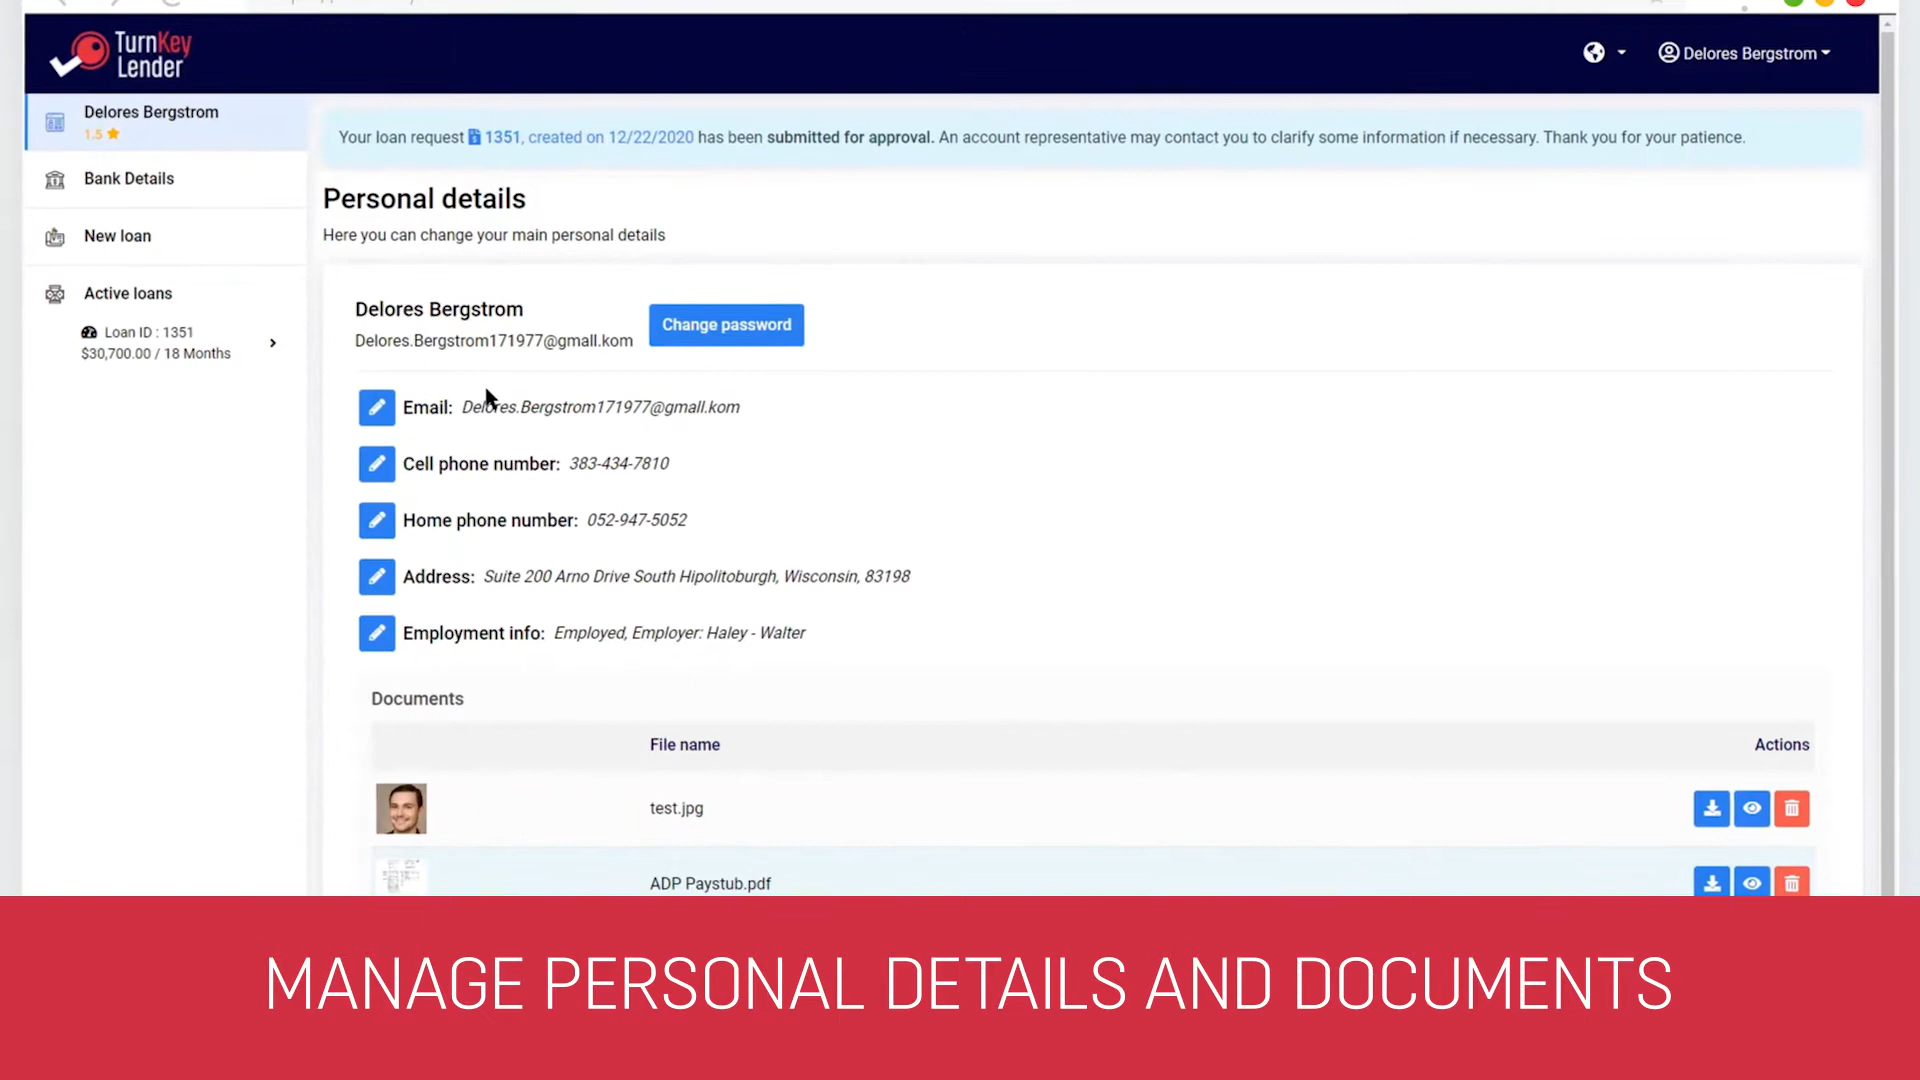 TurnKey
Lender
Delores Bergstrom
Delores Bergstrom
1.5
Bank Details
New loan
Active loans
Loan ID : 1351
$30,700.00 / 18 Months
Your loan request 1351, created on 12/22/2020 has been submitted for approval. An account representative may contact you to clarify some information if necessary. Thank you for your patience.
Personal details
Here you can change your main personal details
Delores Bergstrom
Delores.Bergstrom171977@gmall.kom
Change password
Email: Delores.Bergstrom171977@gmall.kom
Cell phone number: 383-434-7810
Home phone number: 052-947-5052
Address: Suite 200 Arno Drive South Hipolitoburgh, Wisconsin, 83198
Employment info: Employed, Employer: Haley - Walter
Documents
File name Actions
test.jpg
ADP Paystub.pdf
MANAGE PERSONAL DETAILS AND DOCUMENTS